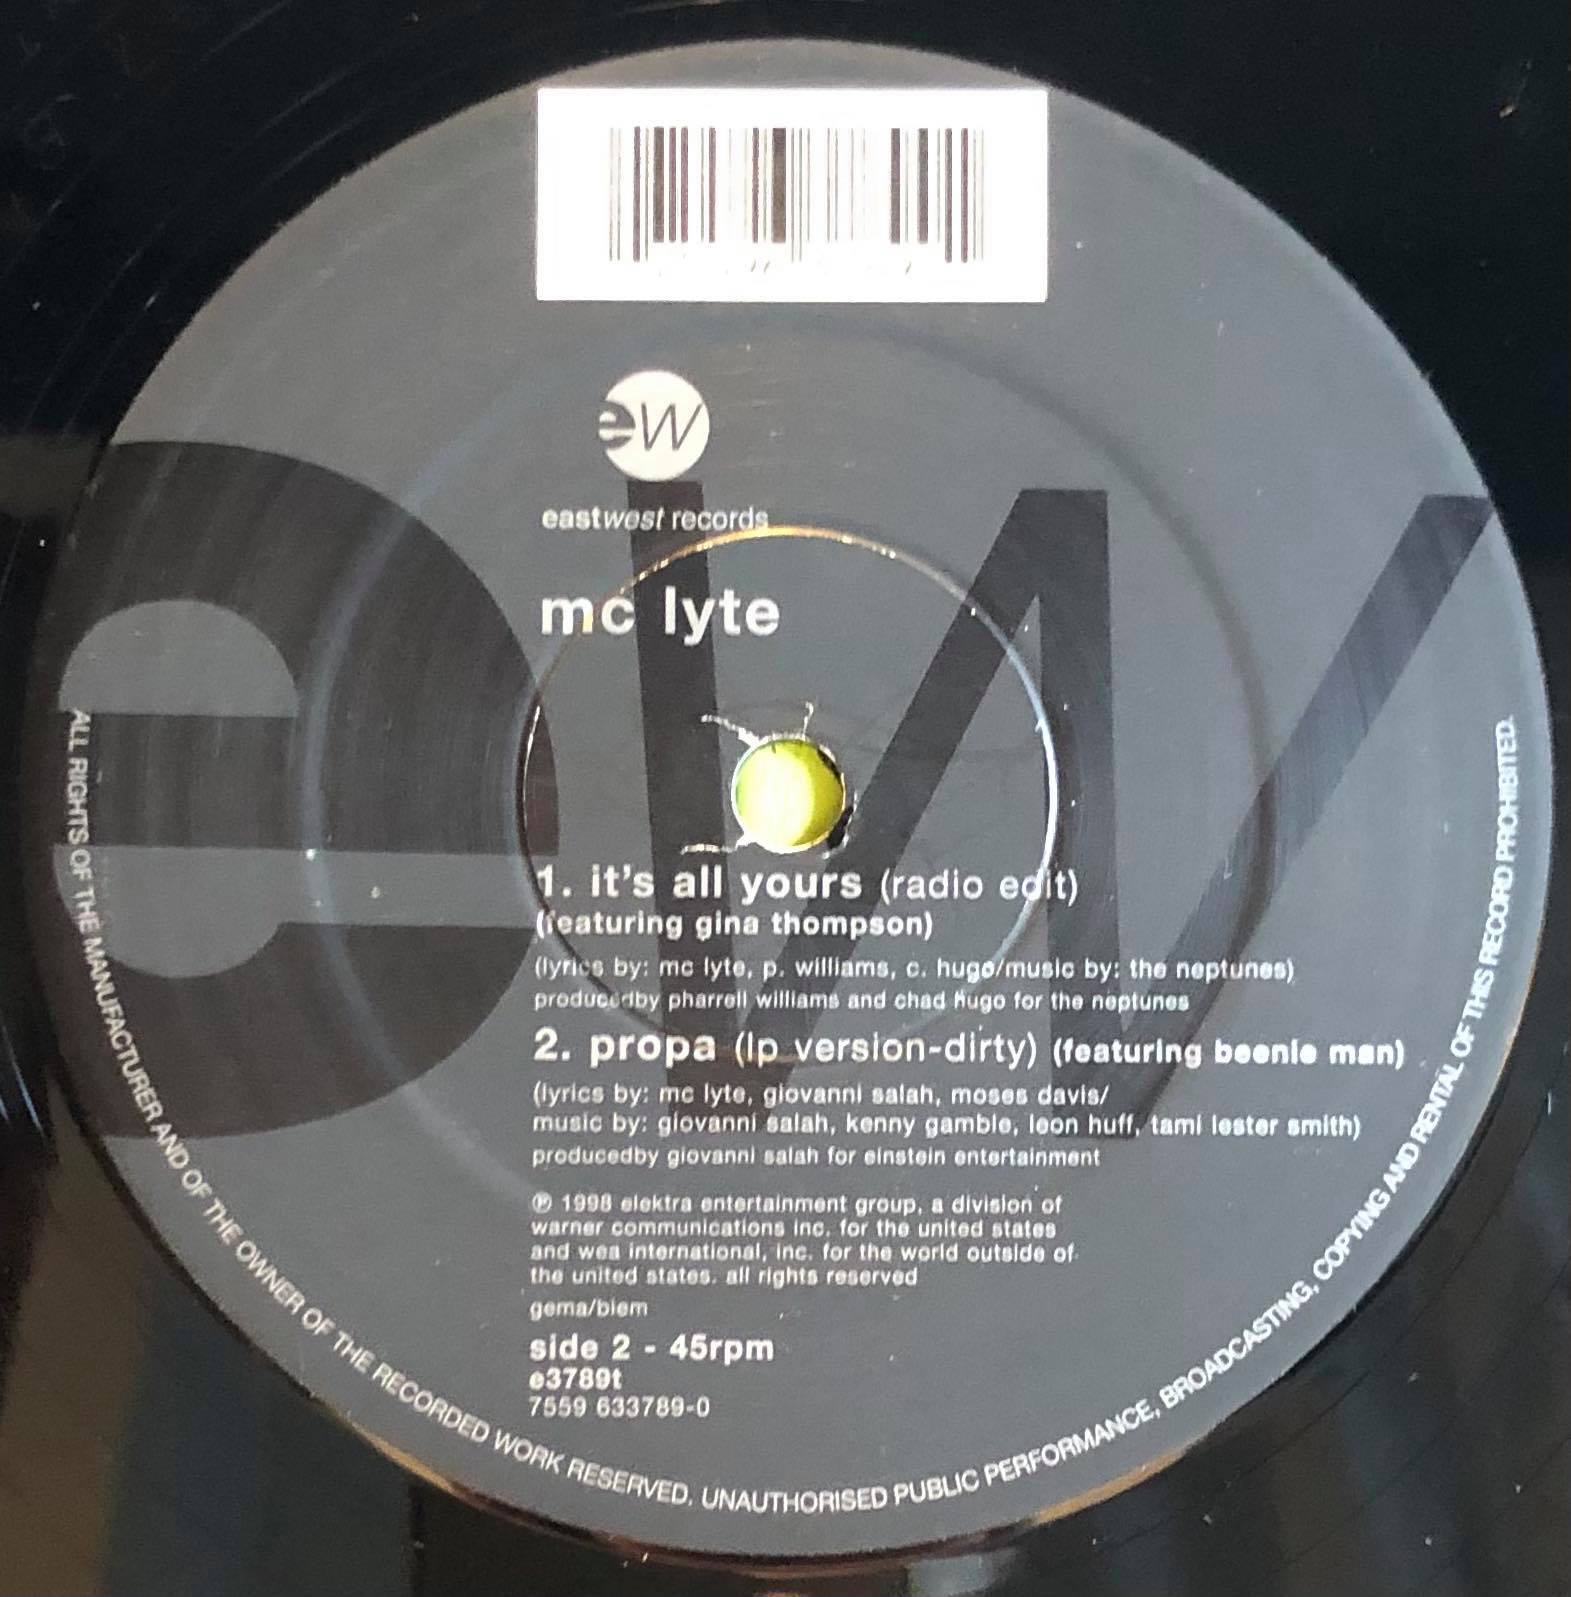 ew
eastwest records
mc lyte
1. it's all yours (radio edit)
(featuring gina thompson)
(lyrics by: mc lyte, p. williams, c. hugo/music by: the neptunes)
producedby pharrell williams and chad hugo for the neptunes
2. propa (lp version-dirty) (featuring beenie man)
(lyrics by: mc lyte, giovanni salah, moses davis/
music by: giovanni salah, kenny gamble, leon huff, tami lester smith)
producedby giovanni salah for einstein entertainment
℗ 1998 elektra entertainment group, a division of
warner communications inc. for the united states
and wea international, inc. for the world outside of
the united states. all rights reserved
gema/biem
side 2 - 45rpm
e3789t
7559 633789-0
ALL RIGHTS OF THE MANUFACTURER AND OF THE OWNER OF THE RECORDED WORK RESERVED. UNAUTHORISED PUBLIC PERFORMANCE, BROADCASTING, COPYING AND RENTAL OF THIS RECORD PROHIBITED.
ew